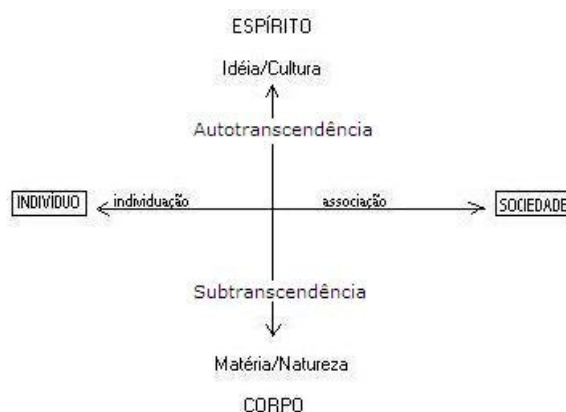 ESPÍRITO
Idéia/Cultura
Autotranscendência
INDIVÍDUO
individuação
associação
SOCIEDADE
Subtranscendência
Matéria/Natureza
CORPO